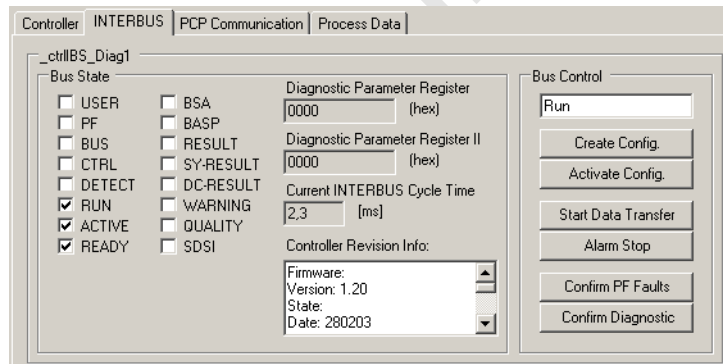 Controller INTERBUS PCP Communication Process Data
_ctrlIBS_Diag1
Bus State
USER
PF
BUS
CTRL
DETECT
RUN
ACTIVE
READY
BSA
BASP
RESULT
SY-RESULT
DC-RESULT
WARNING
QUALITY
SDSI
Diagnostic Parameter Register
0000 (hex)
Diagnostic Parameter Register II
0000 (hex)
Current INTERBUS Cycle Time
2,3 [ms]
Controller Revision Info:
Firmware:
Version: 1.20
State:
Date: 280203
Bus Control
Run
Create Config.
Activate Config.
Start Data Transfer
Alarm Stop
Confirm PF Faults
Confirm Diagnostic